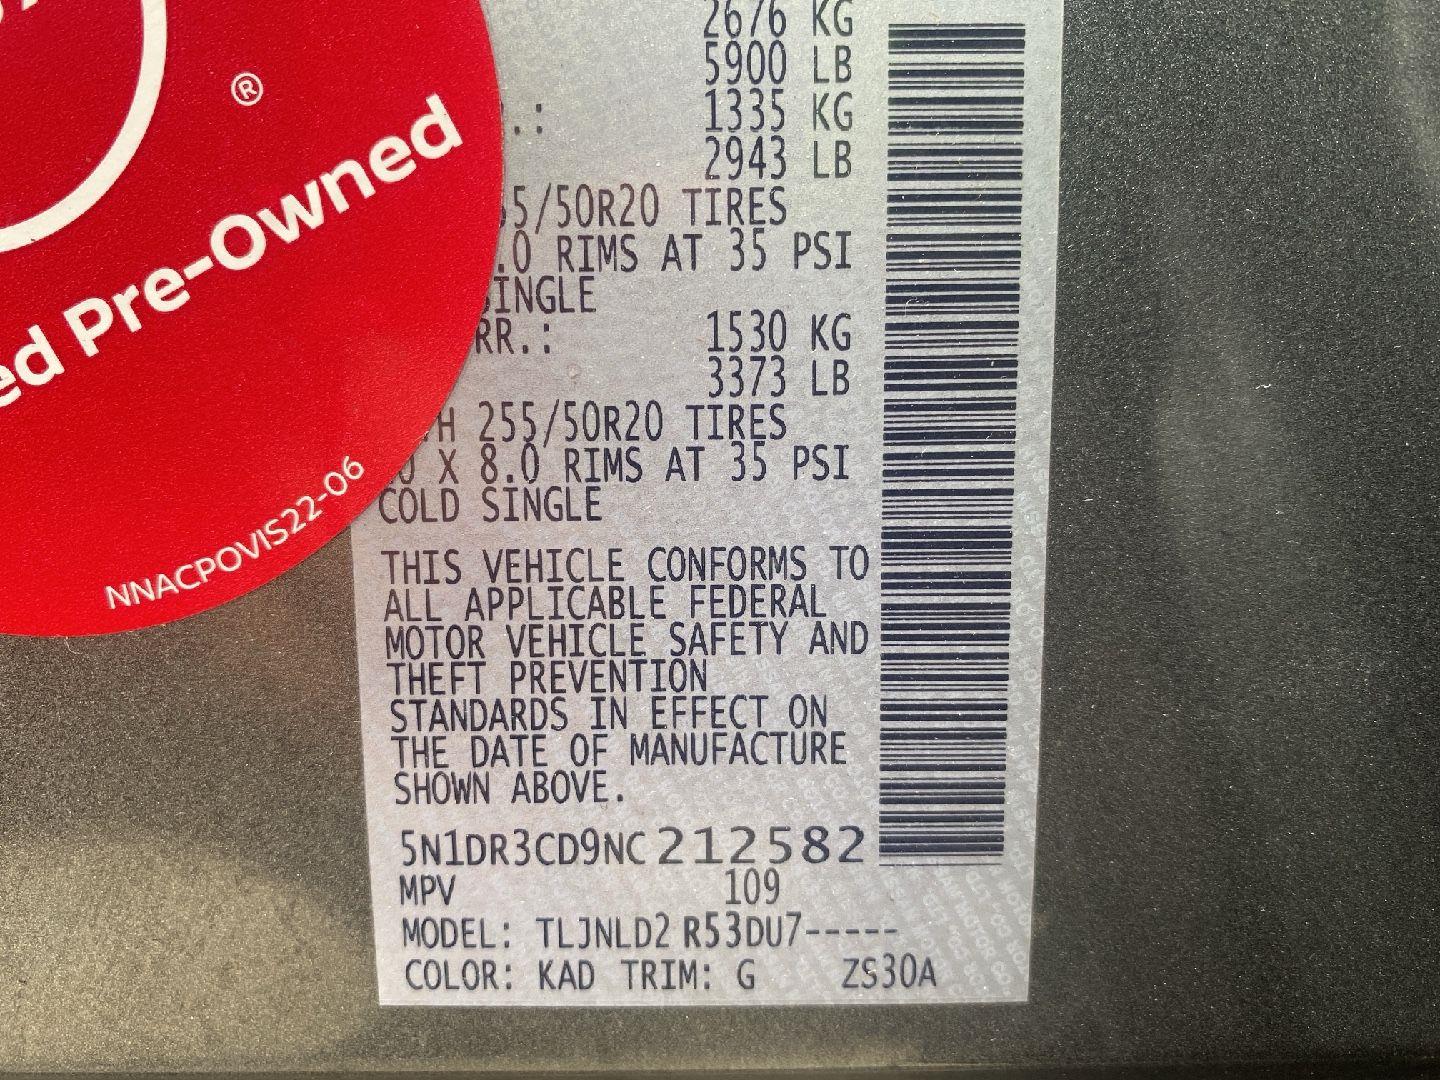 ®
ed Pre-Owned
NNACPOVIS22-06
2676 KG
5900 LB
.: 1335 KG
2943 LB
55/50R20 TIRES
.0 RIMS AT 35 PSI
SINGLE
RR.: 1530 KG
3373 LB
H 255/50R20 TIRES
0 X 8.0 RIMS AT 35 PSI
COLD SINGLE
THIS VEHICLE CONFORMS TO
ALL APPLICABLE FEDERAL
MOTOR VEHICLE SAFETY AND
THEFT PREVENTION
STANDARDS IN EFFECT ON
THE DATE OF MANUFACTURE
SHOWN ABOVE.
5N1DR3CD9NC212582
MPV 109
MODEL: TLJNLD2 R53DU7-----
COLOR: KAD TRIM: G ZS30A